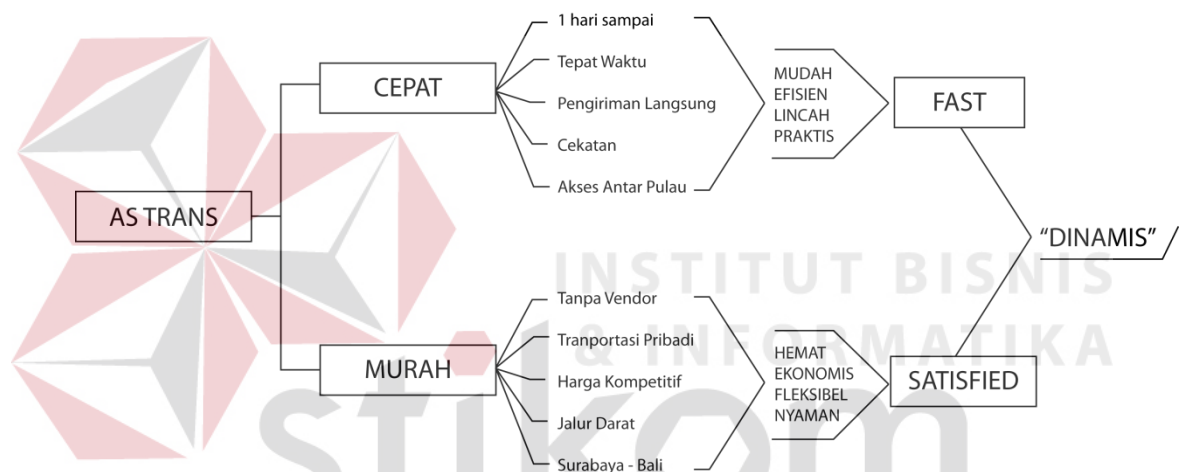 AS TRANS
CEPAT
1 hari sampai
Tepat Waktu
Pengiriman Langsung
Cekatan
Akses Antar Pulau
MUDAH
EFISIEN
LINCAH
PRAKTIS
FAST
MURAH
Tanpa Vendor
Tranportasi Pribadi
Harga Kompetitif
Jalur Darat
Surabaya - Bali
HEMAT
EKONOMIS
FLEKSIBEL
NYAMAN
SATISFIED
“DINAMIS”
INSTITUT BISNIS
& INFORMATIKA
stikom